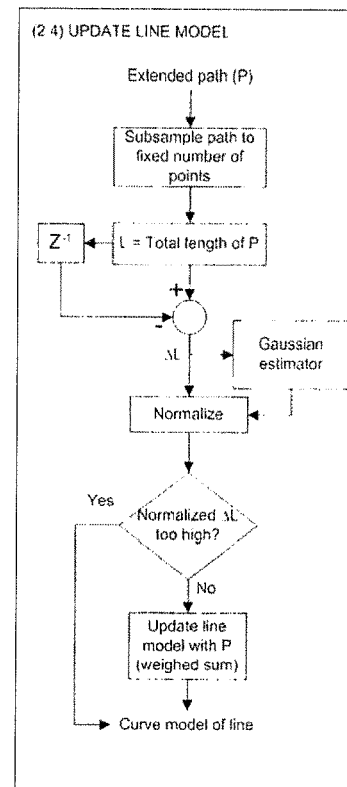 (2 4) UPDATE LINE MODEL
Extended path (P)
Subsample path to
fixed number of
points
Z⁻¹
L = Total length of P
+
-
ΔL
Gaussian
estimator
Normalize
Yes
Normalized ΔL
too high?
No
Update line
model with P
(weighed sum)
Curve model of line